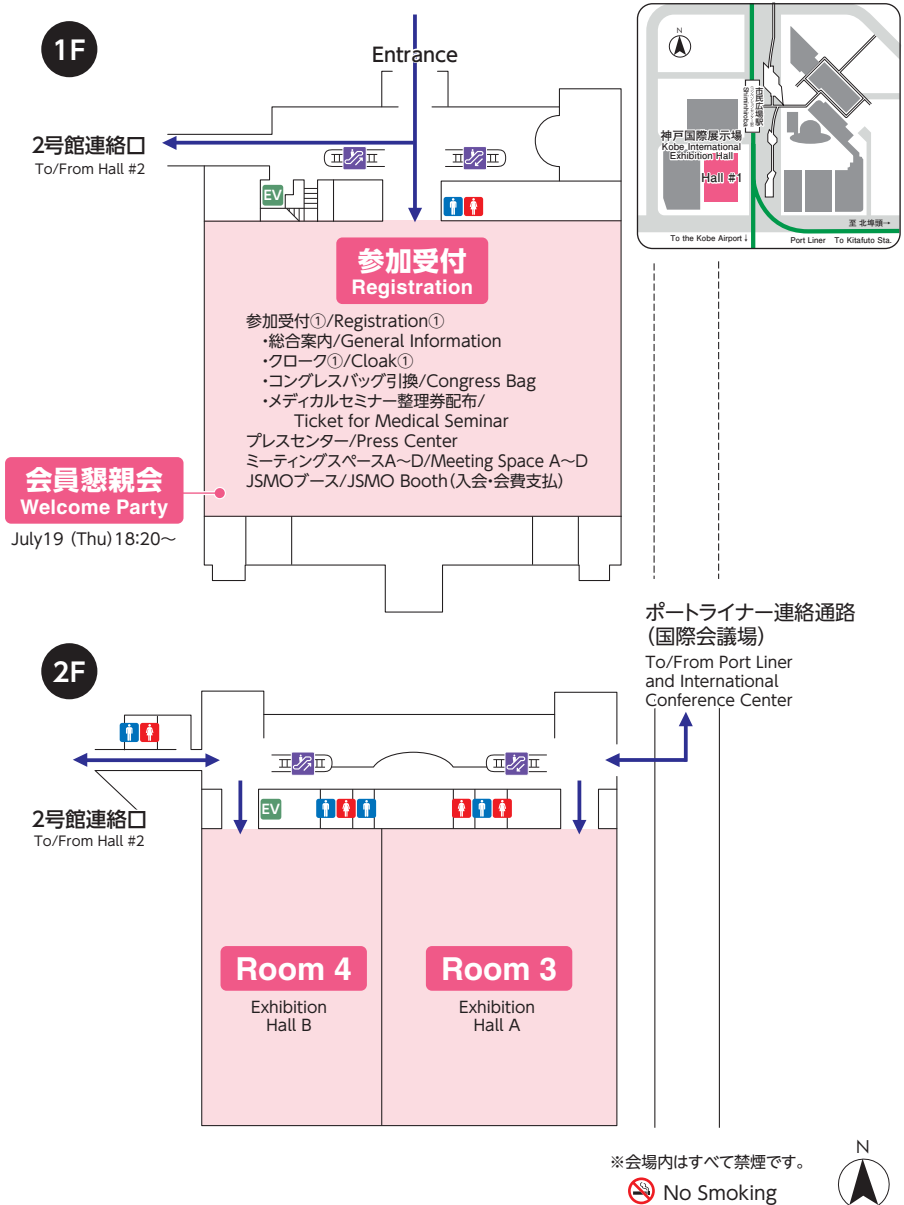 1F
Entrance
2号館連絡口
To/From Hall #2
EV
参加受付
Registration
参加受付①/Registration①
・総合案内/General Information
・クローク①/Cloak①
・コングレスバッグ引換/Congress Bag
・メディカルセミナー整理券配布/
Ticket for Medical Seminar
プレスセンター/Press Center
ミーティングスペースA〜D/Meeting Space A〜D
JSMOブース/JSMO Booth(入会・会費支払)
会員懇親会
Welcome Party
July19 (Thu) 18:20〜
N
市民広場駅
Shiminhiroba
神戸国際展示場
Kobe International
Exhibition Hall
Hall #1
至 北埠頭→
To the Kobe Airport↓
Port Liner To Kitafuto Sta.
2F
ポートライナー連絡通路
(国際会議場)
To/From Port Liner
and International
Conference Center
2号館連絡口
To/From Hall #2
EV
Room 4
Exhibition
Hall B
Room 3
Exhibition
Hall A
※会場内はすべて禁煙です。
No Smoking
N